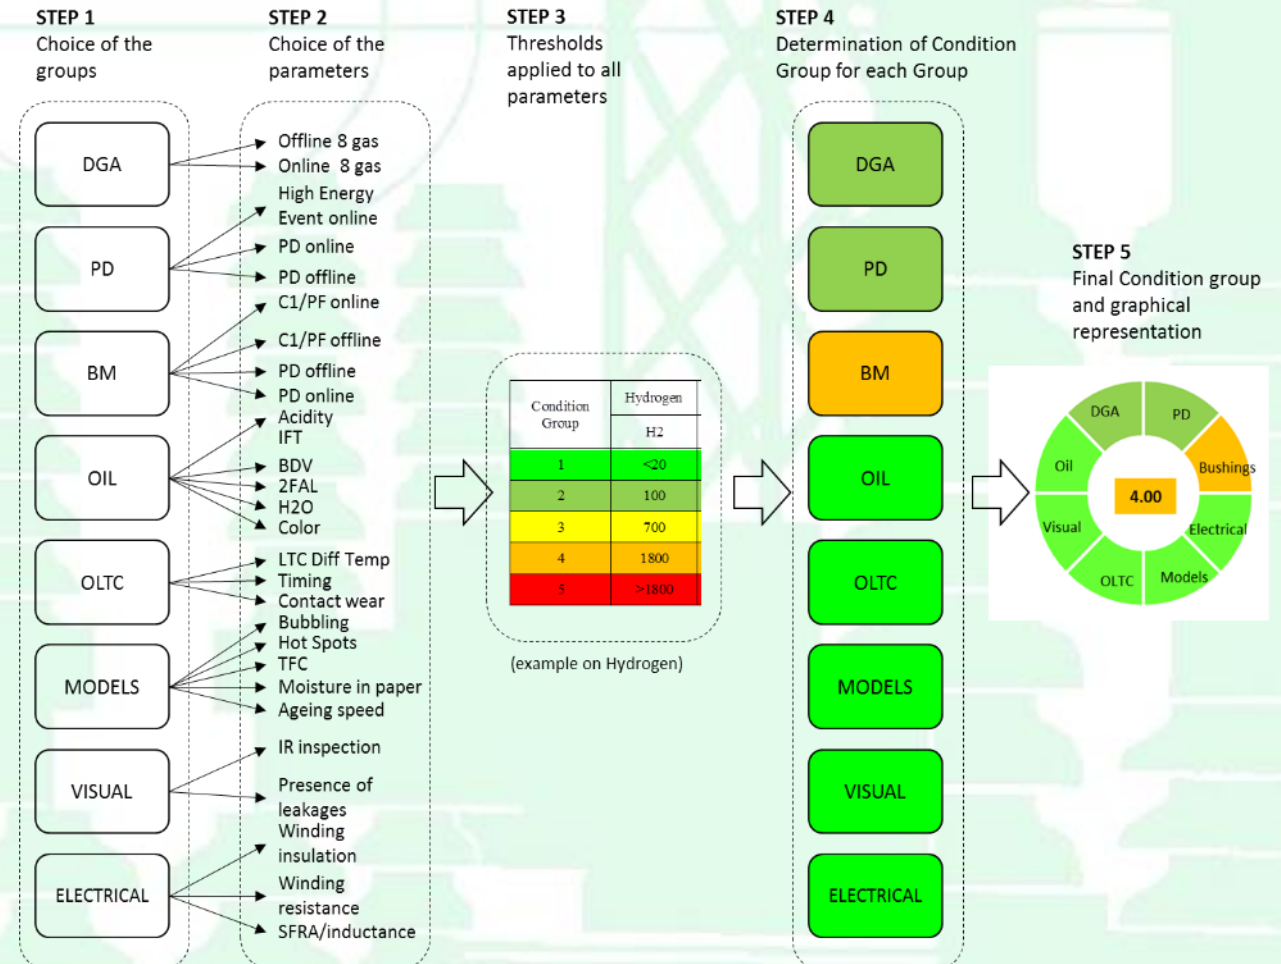 STEP 1
Choice of the
groups
STEP 2
Choice of the
parameters
STEP 3
Thresholds
applied to all
parameters
STEP 4
Determination of Condition
Group for each Group
DGA
PD
BM
OIL
OLTC
MODELS
VISUAL
ELECTRICAL
Offline 8 gas
Online 8 gas
High Energy
Event online
PD online
PD offline
C1/PF online
C1/PF offline
PD offline
PD online
Acidity
IFT
BDV
2FAL
H2O
Color
LTC Diff Temp
Timing
Contact wear
Bubbling
Hot Spots
TFC
Moisture in paper
Ageing speed
IR inspection
Presence of
leakages
Winding
insulation
Winding
resistance
SFRA/inductance
Condition
Group
Hydrogen
H2
1 <20
2 100
3 700
4 1800
5 >1800
(example on Hydrogen)
DGA
PD
BM
OIL
OLTC
MODELS
VISUAL
ELECTRICAL
STEP 5
Final Condition group
and graphical
representation
DGA
PD
Oil
Bushings
4.00
Visual
Electrical
OLTC
Models